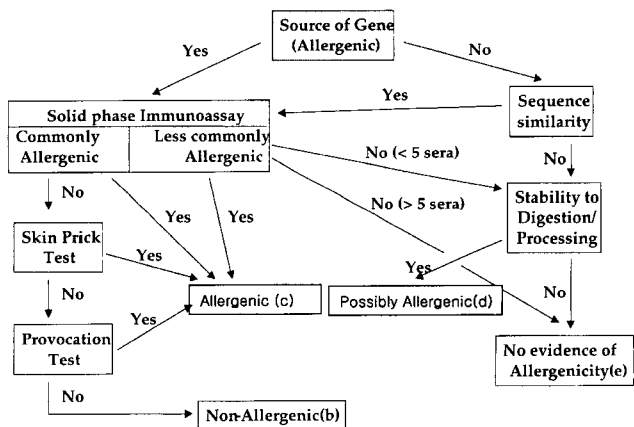 Source of Gene
(Allergenic)
Yes
No
Yes
Solid phase Immunoassay
Commonly
Allergenic
Less commonly
Allergenic
Sequence
similarity
No (< 5 sera)
No
No
Yes
Yes
No (> 5 sera)
Stability to
Digestion/
Processing
Skin Prick
Test
Yes
Yes
No
Allergenic (c)
Possibly Allergenic(d)
No
Yes
Provocation
Test
No evidence of
Allergenicity(e)
No
Non-Allergenic(b)